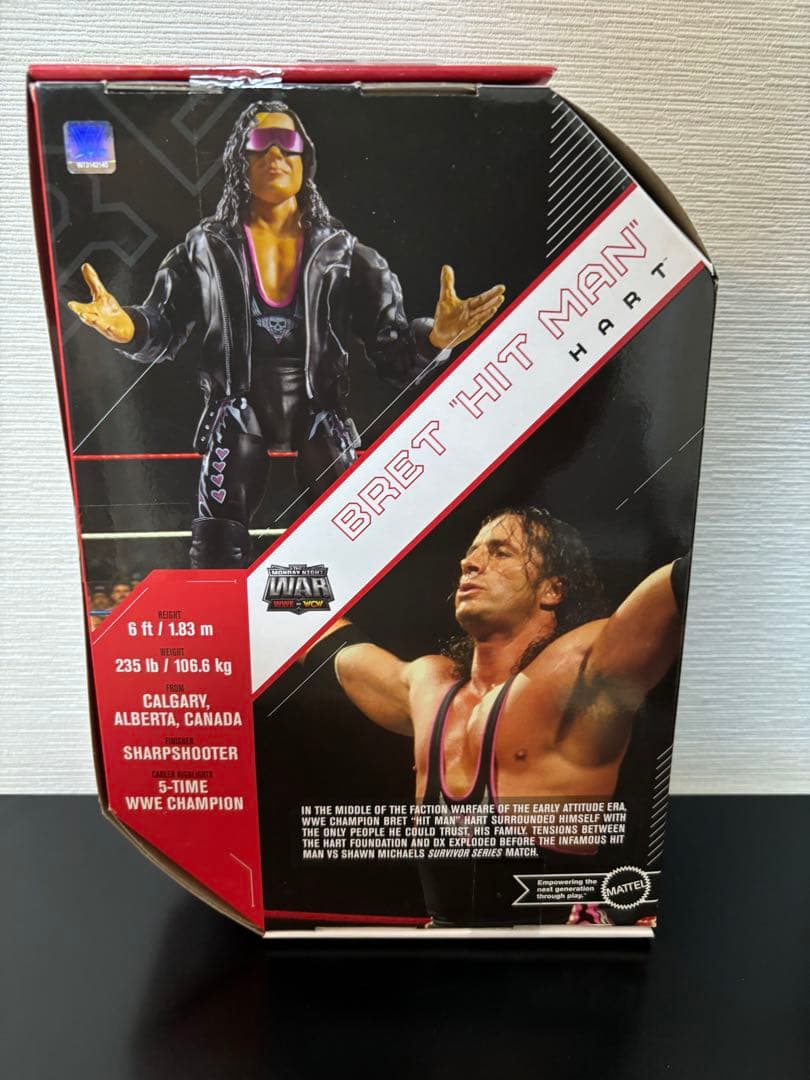 BRET "HIT MAN"
HART
THE
MONDAY NIGHT
WAR
WWE WCW
HEIGHT
6 ft / 1.83 m
WEIGHT
235 lb / 106.6 kg
FROM
CALGARY,
ALBERTA, CANADA
FINISHER
SHARPSHOOTER
CAREER HIGHLIGHTS
5-TIME
WWE CHAMPION
IN THE MIDDLE OF THE FACTION WARFARE OF THE EARLY ATTITUDE ERA,
WWE CHAMPION BRET "HIT MAN" HART SURROUNDED HIMSELF WITH
THE ONLY PEOPLE HE COULD TRUST, HIS FAMILY. TENSIONS BETWEEN
THE HART FOUNDATION AND DX EXPLODED BEFORE THE INFAMOUS HIT
MAN VS SHAWN MICHAELS SURVIVOR SERIES MATCH.
Empowering the
next generation
through play.™
MATTEL